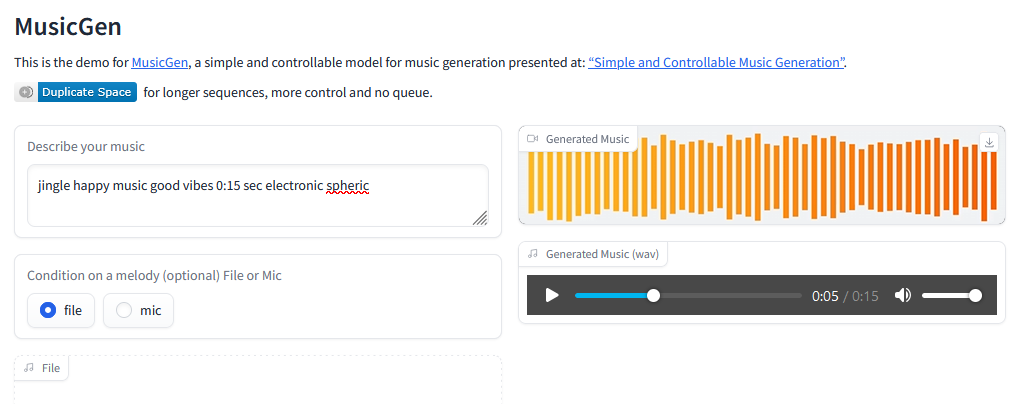 MusicGen
This is the demo for MusicGen, a simple and controllable model for music generation presented at: “Simple and Controllable Music Generation”.
Duplicate Space for longer sequences, more control and no queue.
Describe your music
jingle happy music good vibes 0:15 sec electronic spheric
Condition on a melody (optional) File or Mic
file mic
File
Generated Music
Generated Music (wav)
0:05 / 0:15